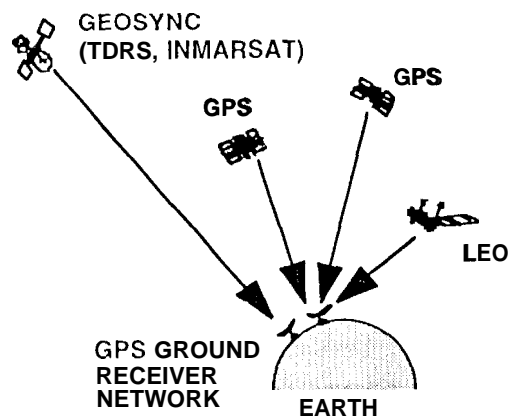 GEOSYNC
(TDRS, INMARSAT)
GPS
GPS
LEO
GPS GROUND
RECEIVER
NETWORK
EARTH